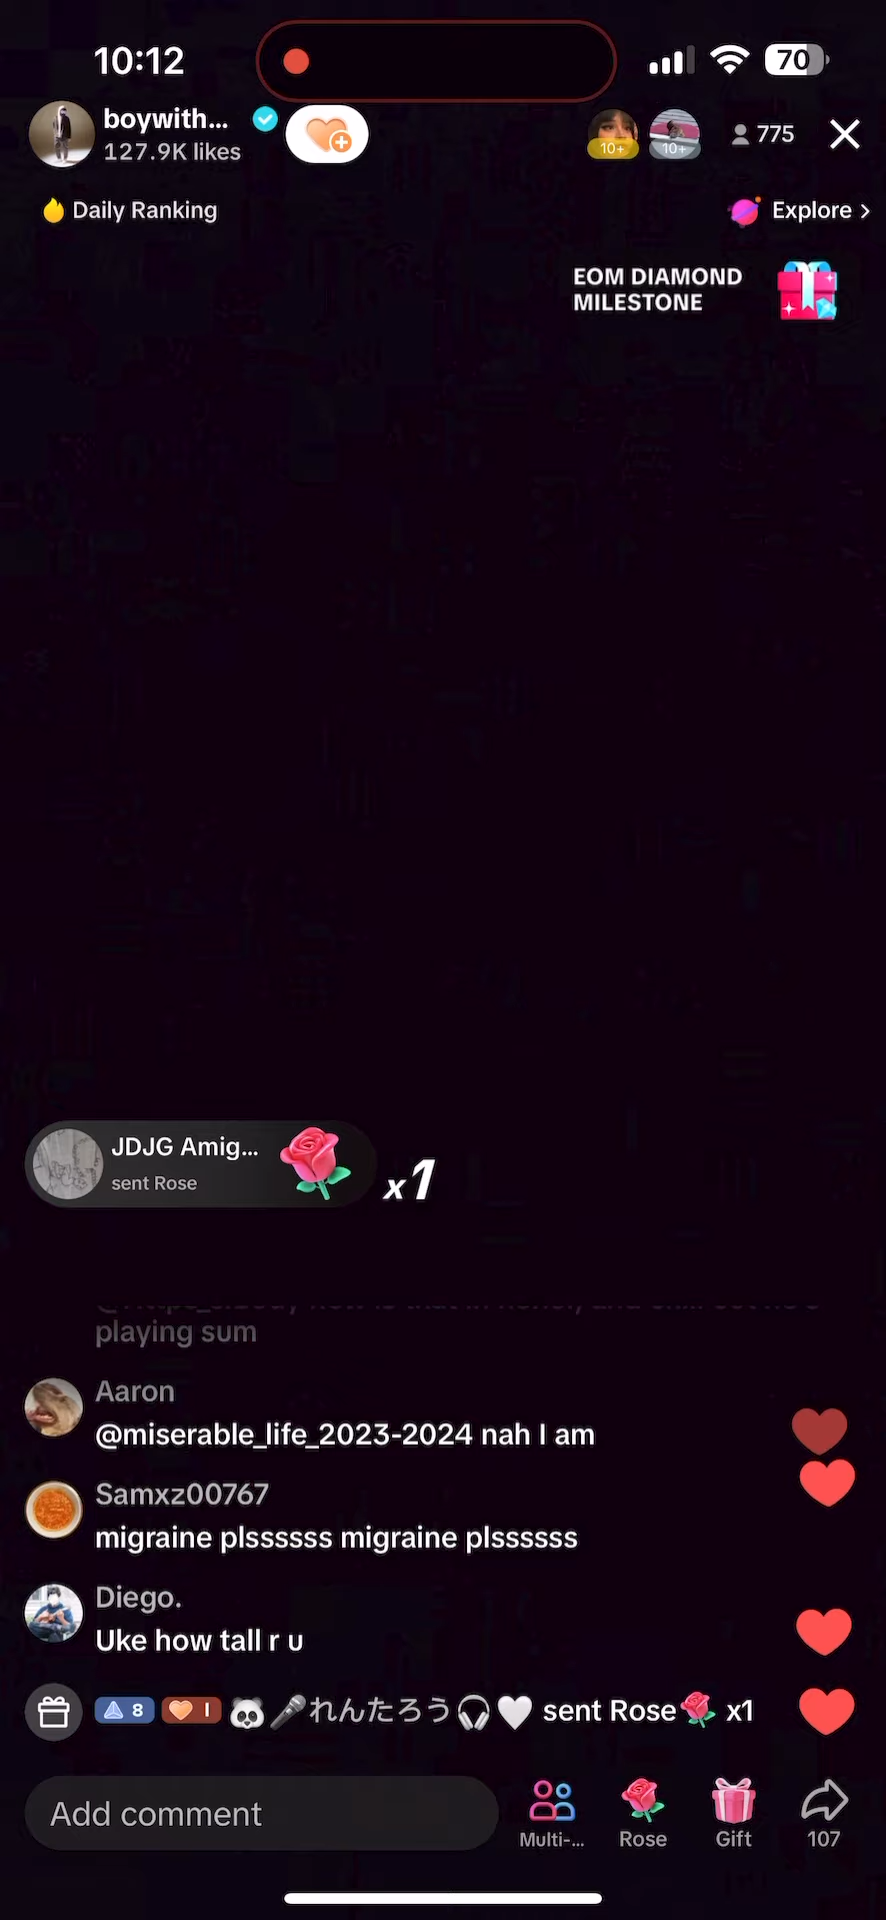 10:12
70
boywith...
127.9K likes
10+
10+
775
Daily Ranking
Explore >
EOM DIAMOND
MILESTONE
JDJG Amig...
sent Rose
x1
playing sum
Aaron
@miserable_life_2023-2024 nah I am
Samxz00767
migraine plssssss migraine plssssss
Diego.
Uke how tall r u
8 I 🐼🎤れんたろう🎧🤍 sent Rose🌹 x1
Add comment
Multi-...
Rose
Gift
107